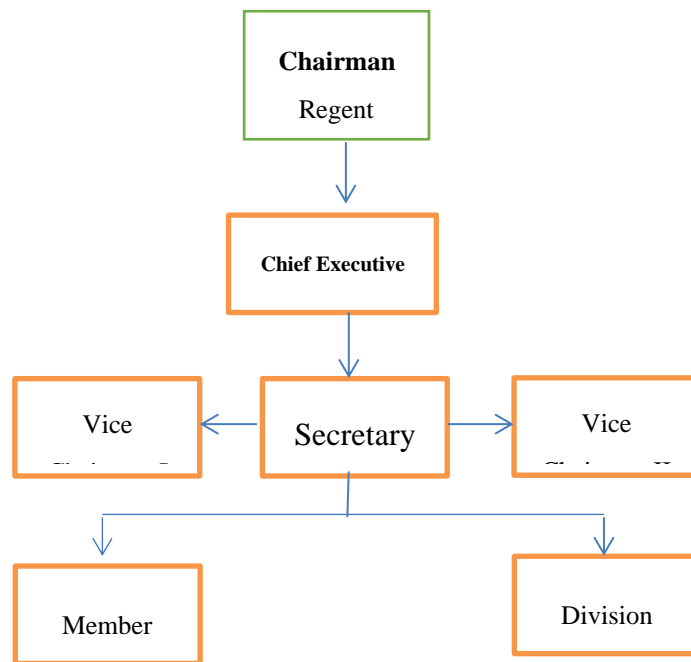 Chairman
Regent
Chief Executive
Vice
Secretary
Vice
Member
Division